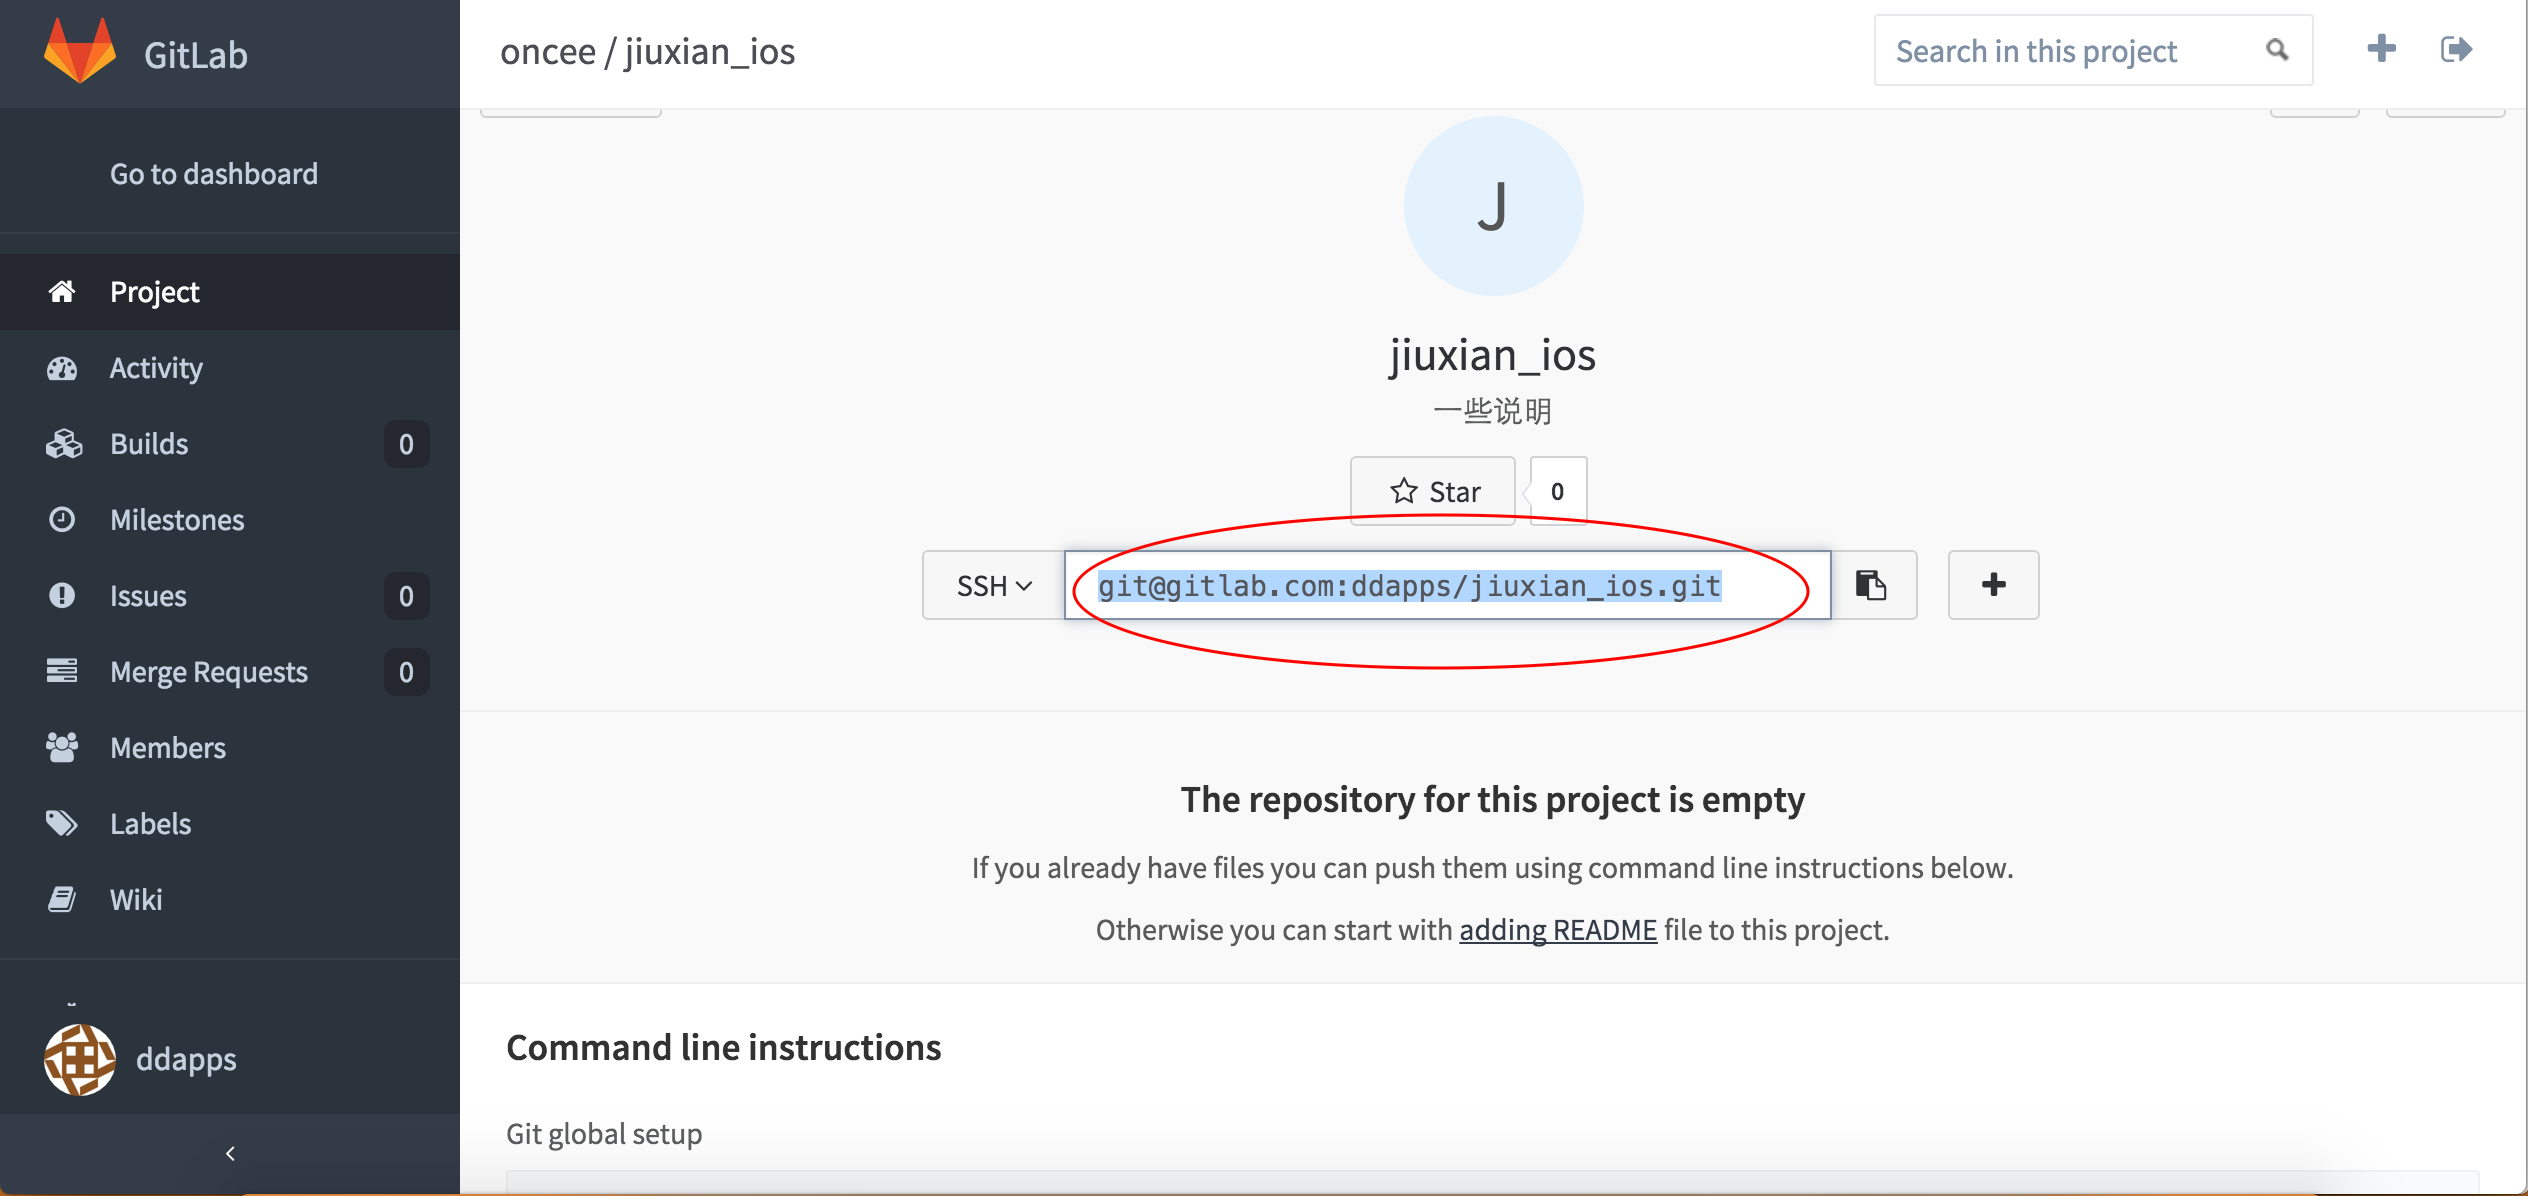 GitLab
oncee / jiuxian_ios
Search in this project
Go to dashboard
Project
Activity
Builds 0
Milestones
Issues 0
Merge Requests 0
Members
Labels
Wiki
ddapps
J
jiuxian_ios
一些说明
Star 0
SSH git@gitlab.com:ddapps/jiuxian_ios.git
The repository for this project is empty
If you already have files you can push them using command line instructions below.
Otherwise you can start with adding README file to this project.
Command line instructions
Git global setup